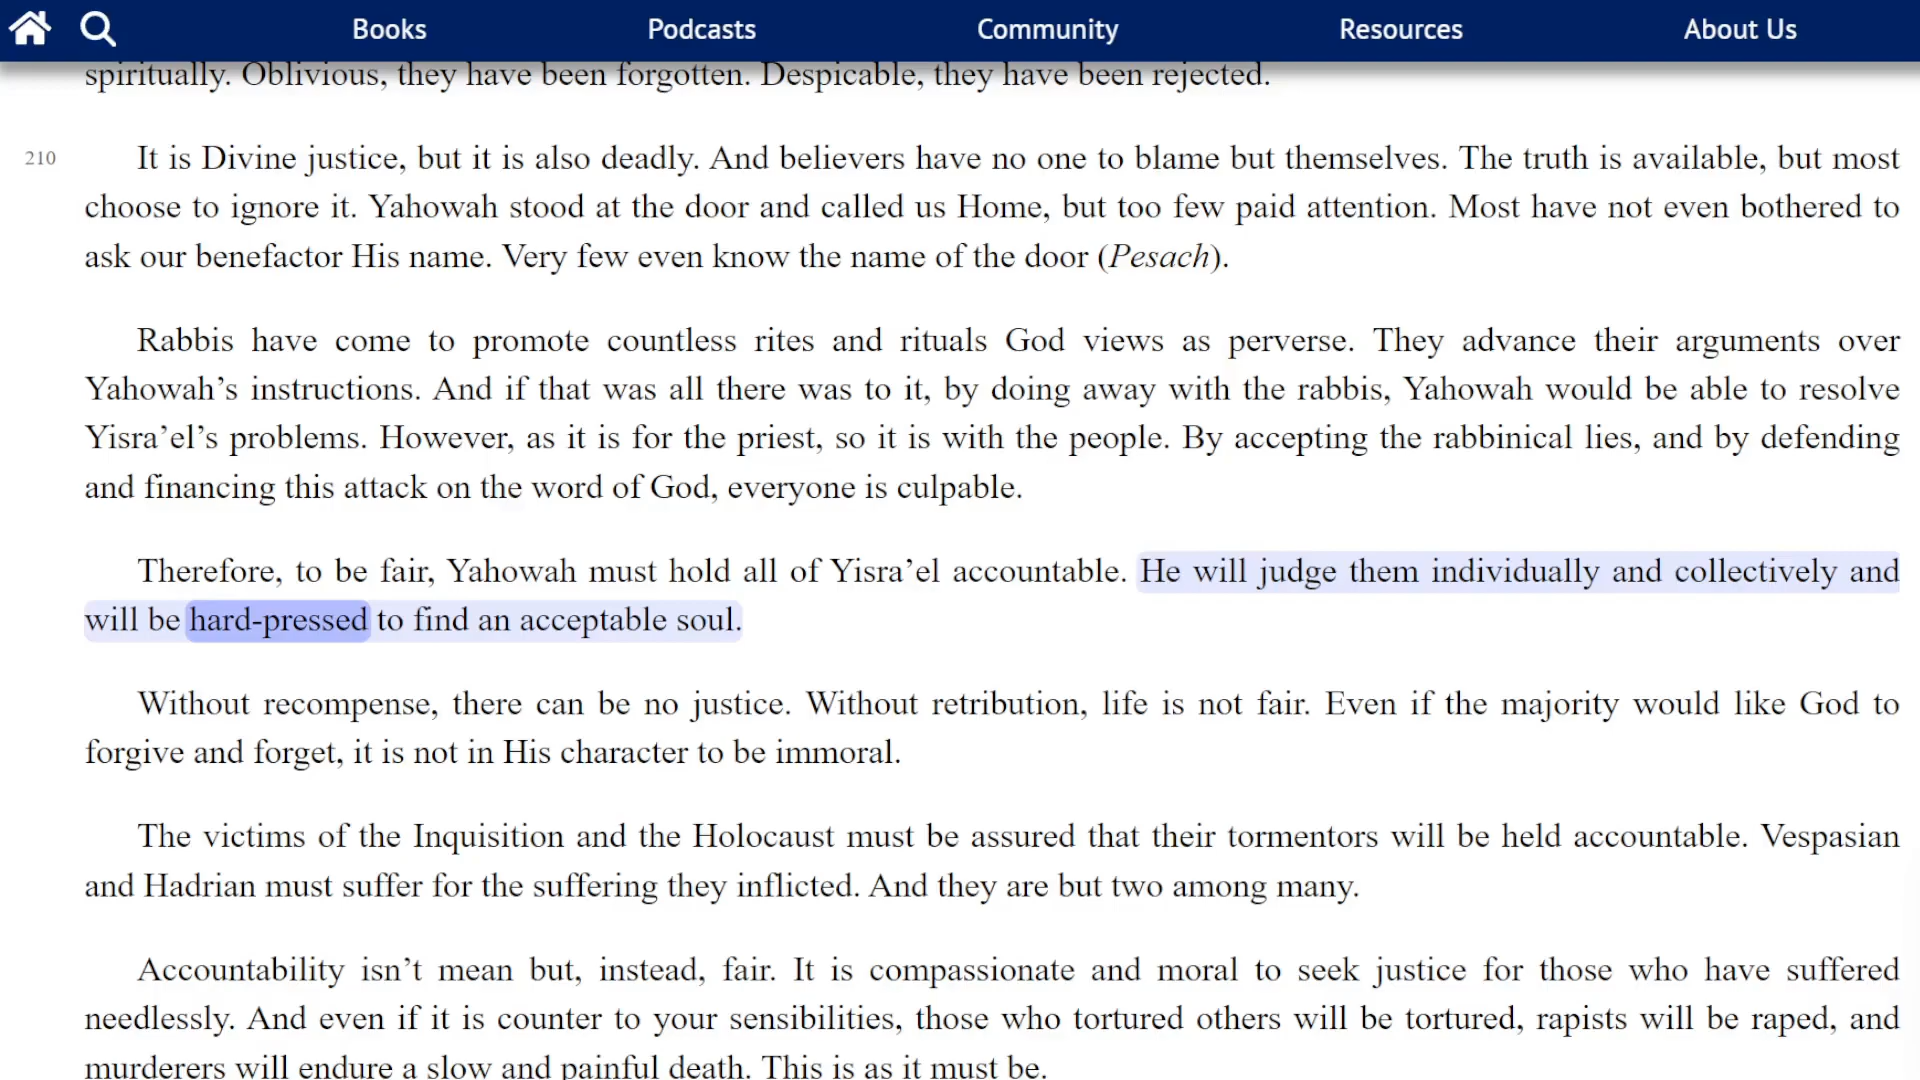 Books Podcasts Community Resources About Us
spiritually. Oblivious, they have been forgotten. Despicable, they have been rejected.
210 It is Divine justice, but it is also deadly. And believers have no one to blame but themselves. The truth is available, but most
choose to ignore it. Yahowah stood at the door and called us Home, but too few paid attention. Most have not even bothered to
ask our benefactor His name. Very few even know the name of the door (Pesach).
Rabbis have come to promote countless rites and rituals God views as perverse. They advance their arguments over
Yahowah’s instructions. And if that was all there was to it, by doing away with the rabbis, Yahowah would be able to resolve
Yisra’el’s problems. However, as it is for the priest, so it is with the people. By accepting the rabbinical lies, and by defending
and financing this attack on the word of God, everyone is culpable.
Therefore, to be fair, Yahowah must hold all of Yisra’el accountable. He will judge them individually and collectively and
will be hard-pressed to find an acceptable soul.
Without recompense, there can be no justice. Without retribution, life is not fair. Even if the majority would like God to
forgive and forget, it is not in His character to be immoral.
The victims of the Inquisition and the Holocaust must be assured that their tormentors will be held accountable. Vespasian
and Hadrian must suffer for the suffering they inflicted. And they are but two among many.
Accountability isn’t mean but, instead, fair. It is compassionate and moral to seek justice for those who have suffered
needlessly. And even if it is counter to your sensibilities, those who tortured others will be tortured, rapists will be raped, and
murderers will endure a slow and painful death. This is as it must be.